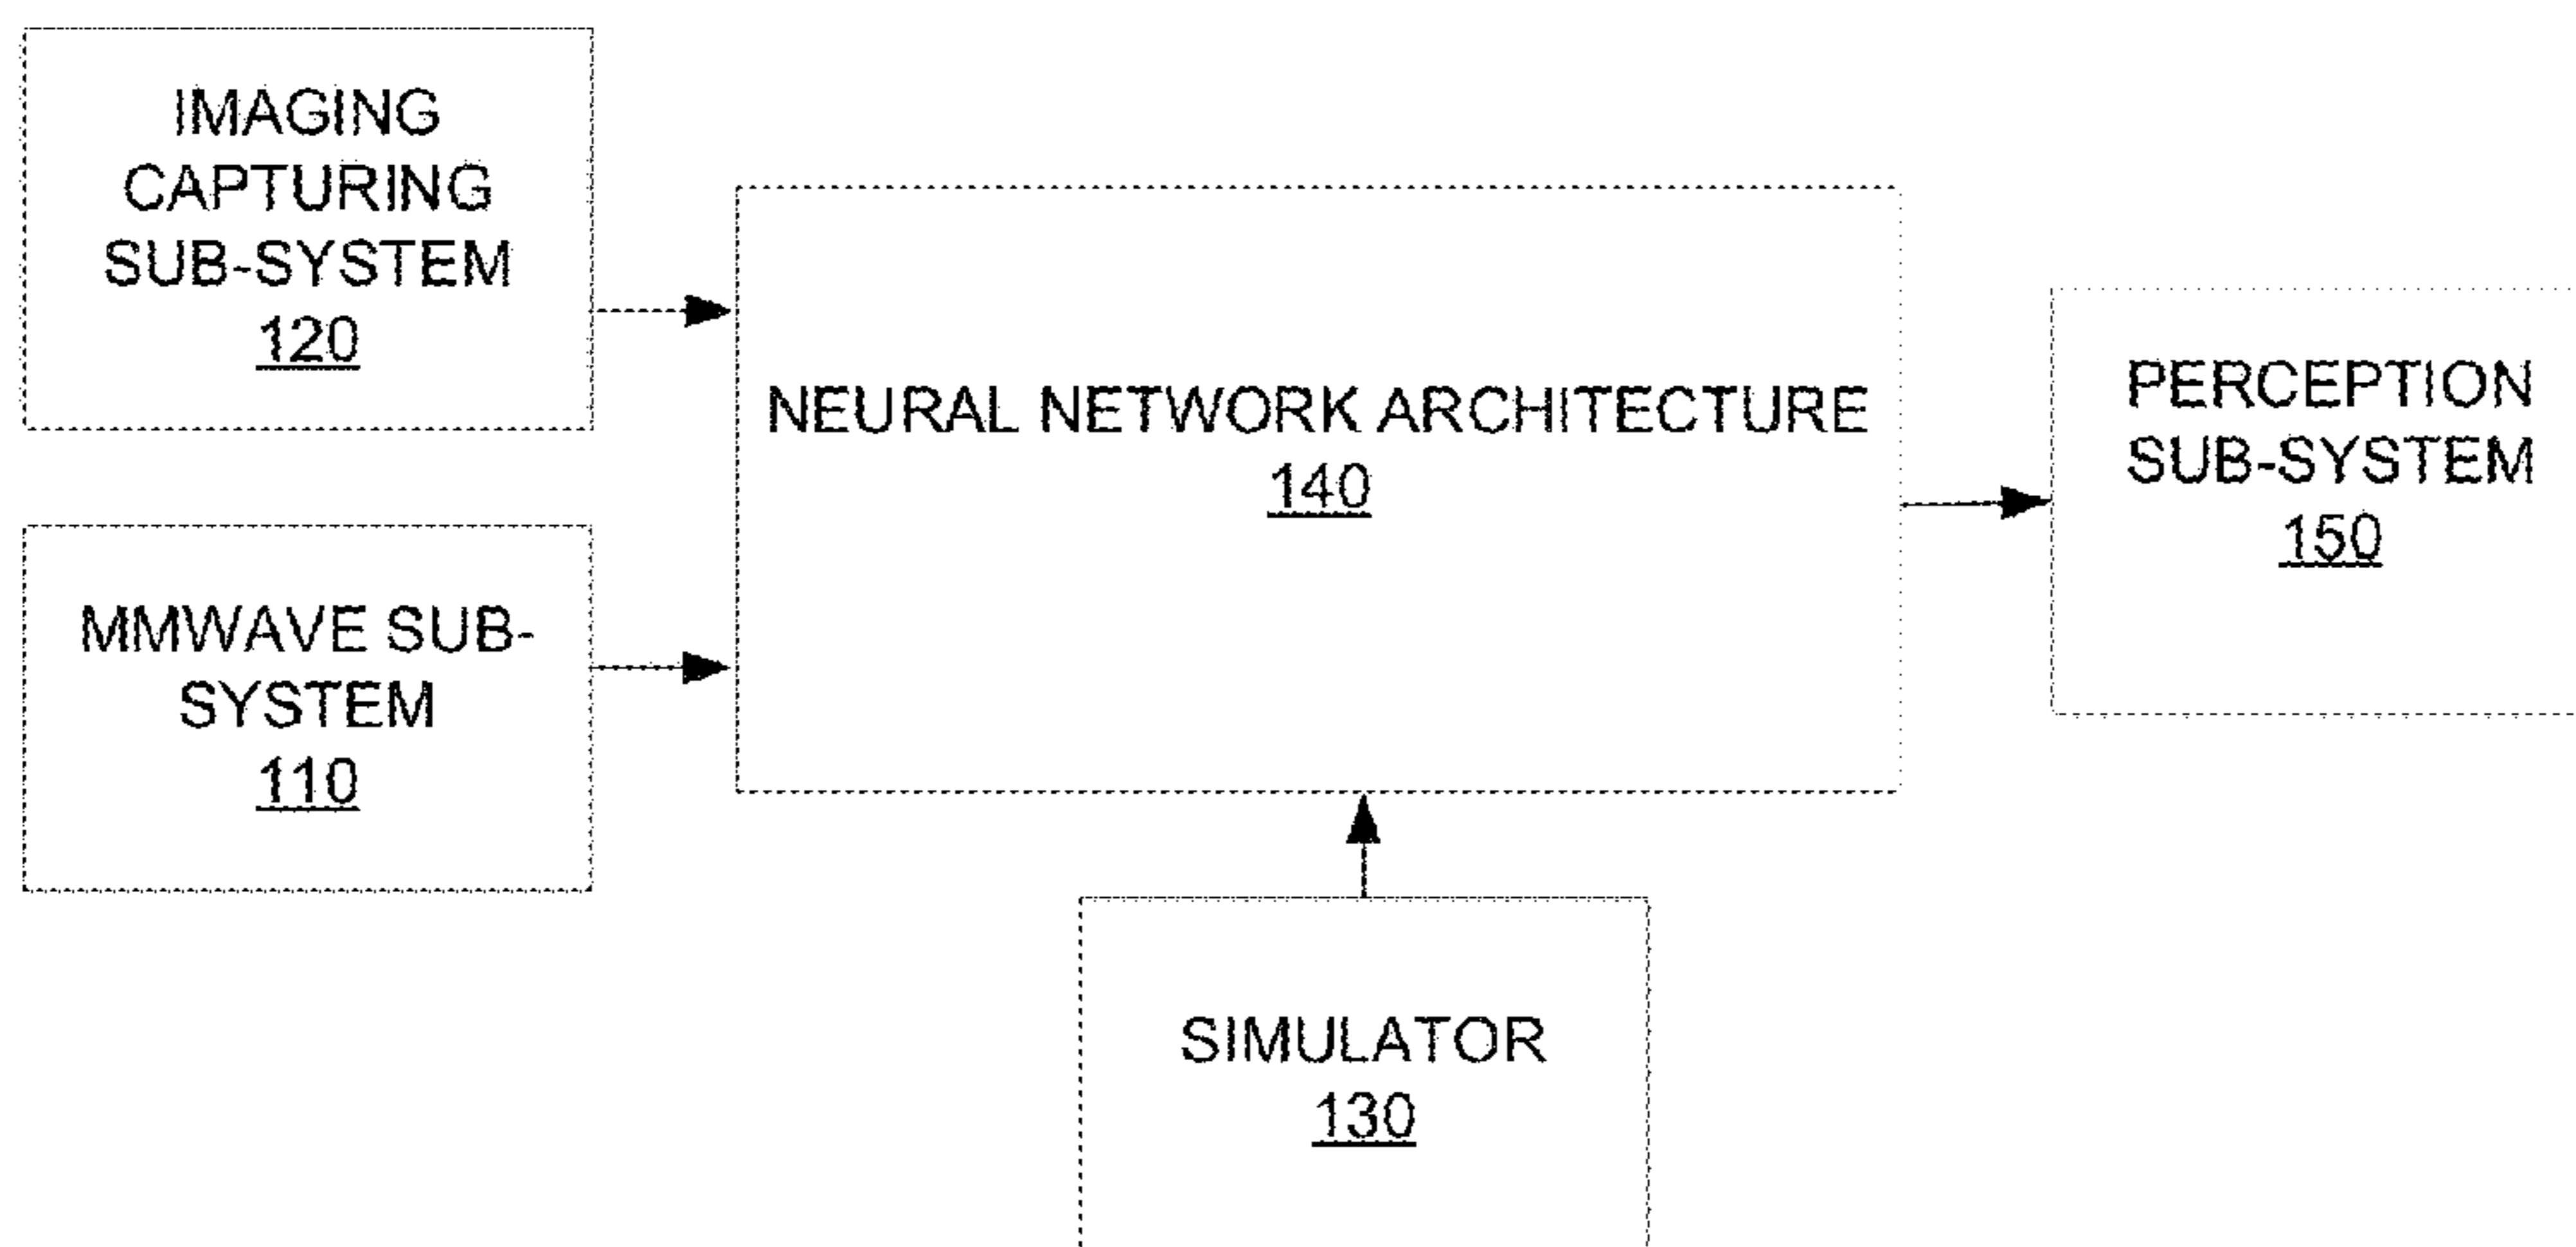 IMAGING
CAPTURING
SUB-SYSTEM
120
MMWAVE SUB-
SYSTEM
110
NEURAL NETWORK ARCHITECTURE
140
SIMULATOR
130
PERCEPTION
SUB-SYSTEM
150